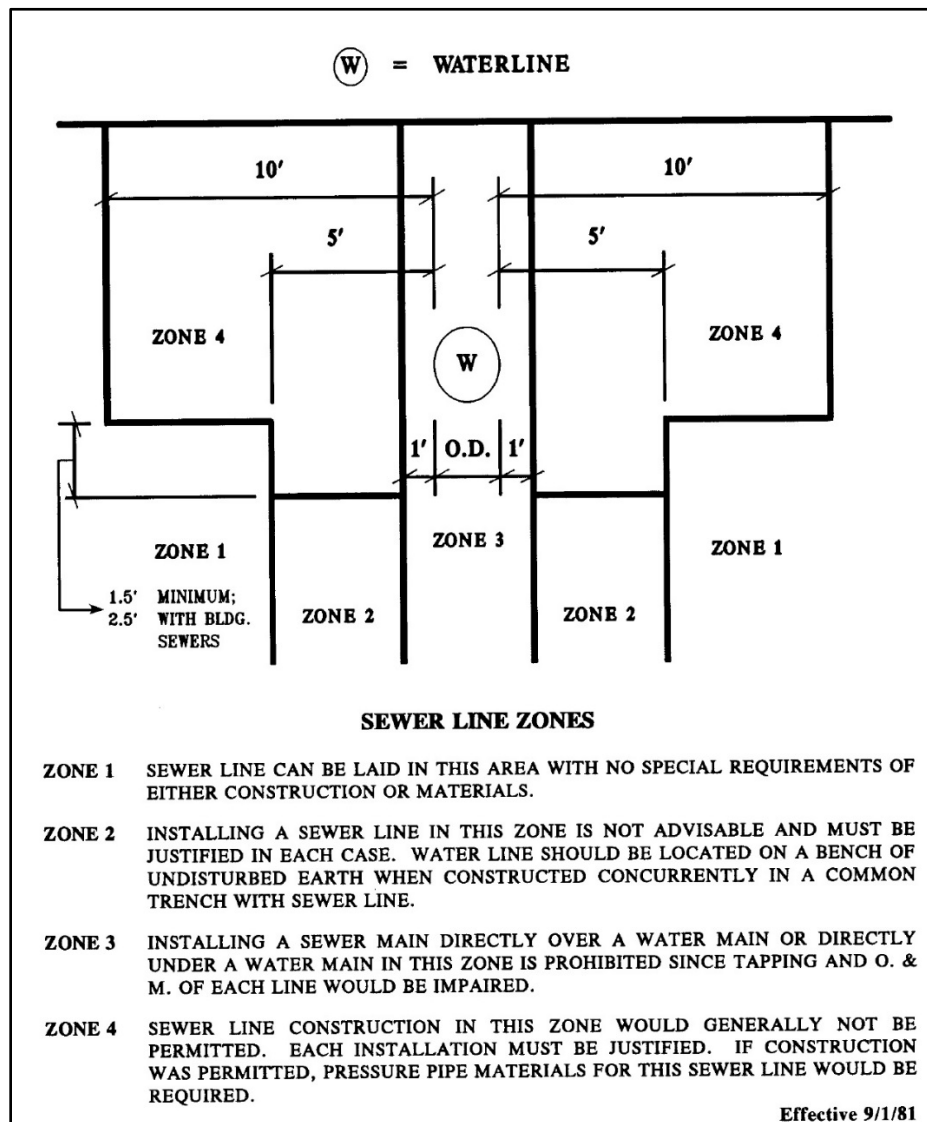 W = WATERLINE
10' 10'
5' 5'
ZONE 4 ZONE 4
W
1' O.D. 1'
ZONE 3
ZONE 1 ZONE 1
1.5' MINIMUM;
2.5' WITH BLDG.
SEWERS
ZONE 2 ZONE 2
SEWER LINE ZONES
ZONE 1 SEWER LINE CAN BE LAID IN THIS AREA WITH NO SPECIAL REQUIREMENTS OF
EITHER CONSTRUCTION OR MATERIALS.
ZONE 2 INSTALLING A SEWER LINE IN THIS ZONE IS NOT ADVISABLE AND MUST BE
JUSTIFIED IN EACH CASE. WATER LINE SHOULD BE LOCATED ON A BENCH OF
UNDISTURBED EARTH WHEN CONSTRUCTED CONCURRENTLY IN A COMMON
TRENCH WITH SEWER LINE.
ZONE 3 INSTALLING A SEWER MAIN DIRECTLY OVER A WATER MAIN OR DIRECTLY
UNDER A WATER MAIN IN THIS ZONE IS PROHIBITED SINCE TAPPING AND O. &
M. OF EACH LINE WOULD BE IMPAIRED.
ZONE 4 SEWER LINE CONSTRUCTION IN THIS ZONE WOULD GENERALLY NOT BE
PERMITTED. EACH INSTALLATION MUST BE JUSTIFIED. IF CONSTRUCTION
WAS PERMITTED, PRESSURE PIPE MATERIALS FOR THIS SEWER LINE WOULD BE
REQUIRED.
Effective 9/1/81